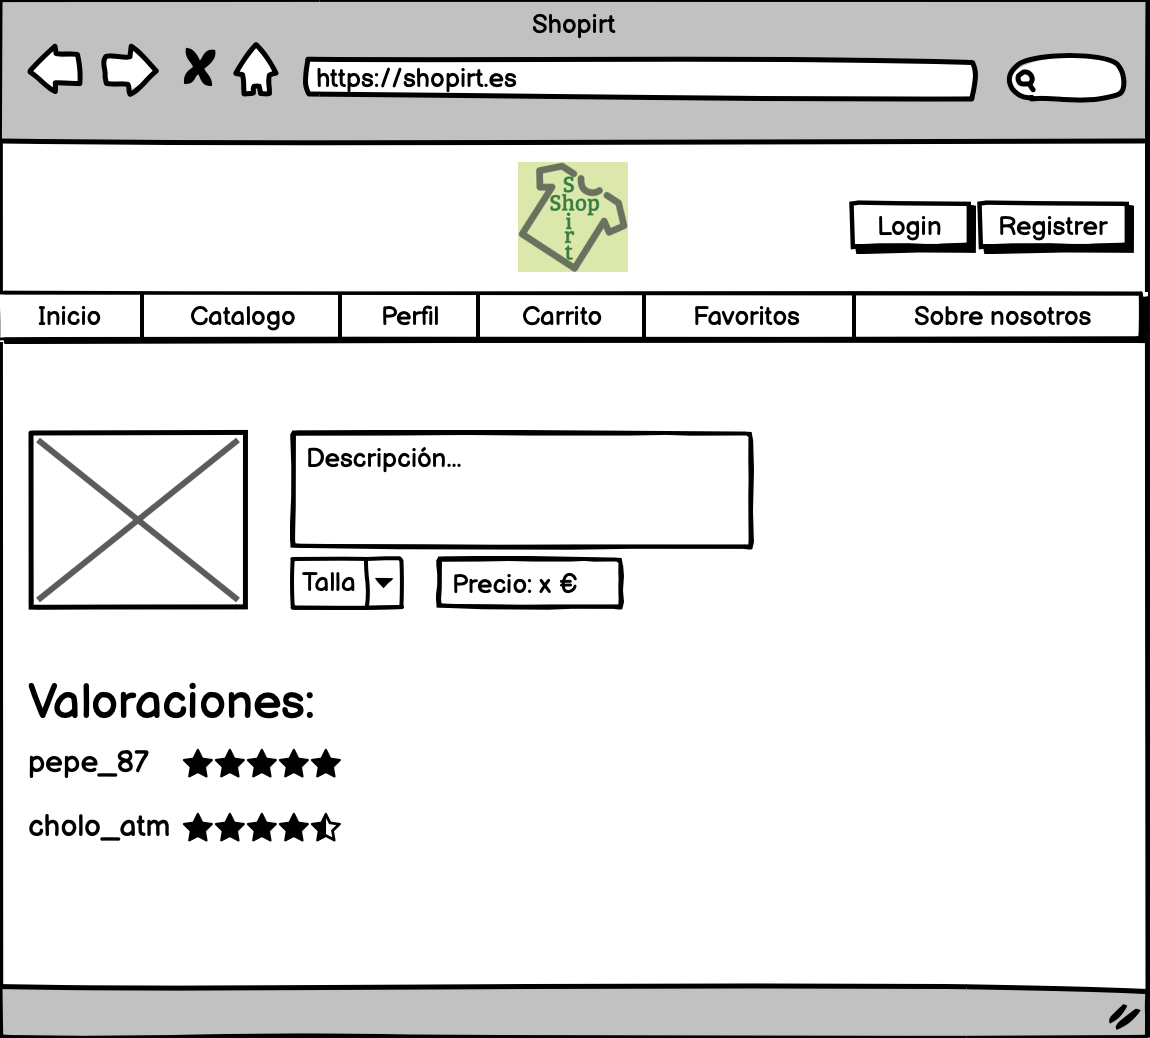 Shopirt
https://shopirt.es
S
Shop
i
r
t
Login
Registrer
Inicio
Catalogo
Perfil
Carrito
Favoritos
Sobre nosotros
Descripción...
Talla
Precio: x €
Valoraciones:
pepe_87
cholo_atm